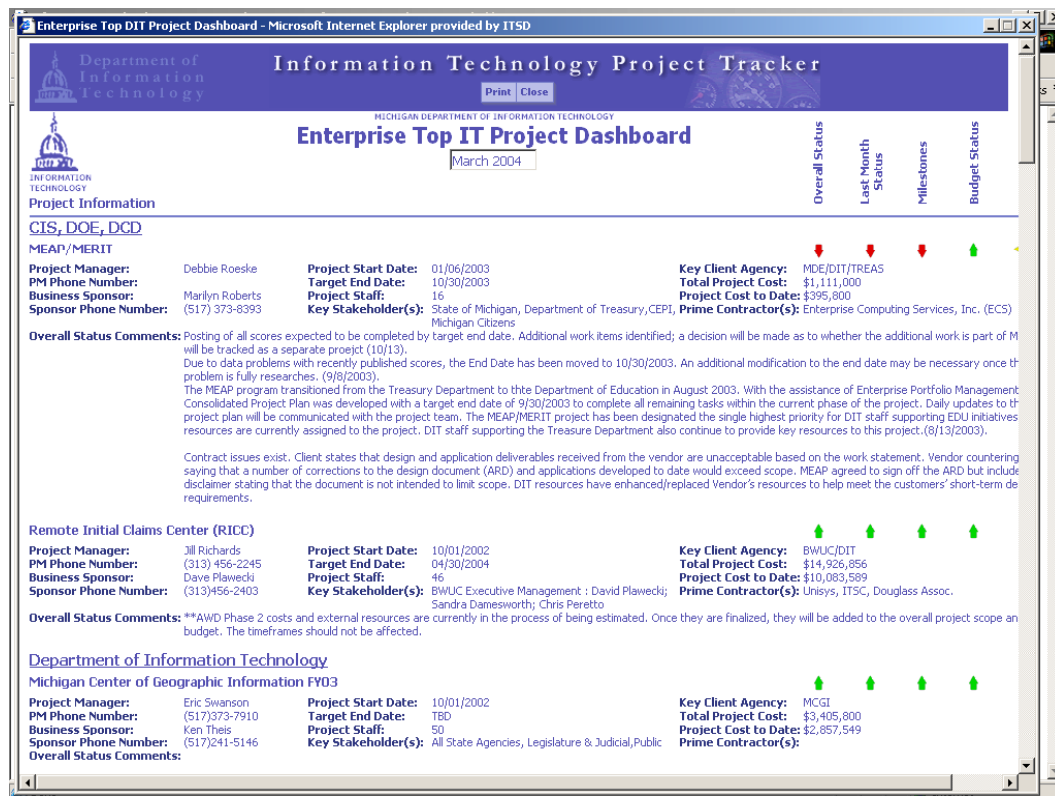 Enterprise Top DIT Project Dashboard - Microsoft Internet Explorer provided by ITSD
Department of
Information
Technology
Information Technology Project Tracker
Print Close
MICHIGAN DEPARTMENT OF INFORMATION TECHNOLOGY
Enterprise Top IT Project Dashboard
March 2004
INFORMATION
TECHNOLOGY
Project Information
Overall Status
Last Month Status
Milestones
Budget Status
CIS, DOE, DCD
MEAP/MERIT
Project Manager: Debbie Roeske Project Start Date: 01/06/2003 Key Client Agency: MDE/DIT/TREAS
PM Phone Number: Target End Date: 10/30/2003 Total Project Cost: $1,111,000
Business Sponsor: Marilyn Roberts Project Staff: 16 Project Cost to Date: $395,800
Sponsor Phone Number: (517) 373-8393 Key Stakeholder(s): State of Michigan, Department of Treasury,CEPI, Prime Contractor(s): Enterprise Computing Services, Inc. (ECS)
Michigan Citizens
Overall Status Comments: Posting of all scores expected to be completed by target end date. Additional work items identified; a decision will be made as to whether the additional work is part of M
will be tracked as a separate proejct (10/13).
Due to data problems with recently published scores, the End Date has been moved to 10/30/2003. An additional modification to the end date may be necessary once th
problem is fully researches. (9/8/2003).
The MEAP program transitioned from the Treasury Department to thte Department of Education in August 2003. With the assistance of Enterprise Portfolio Management
Consolidated Project Plan was developed with a target end date of 9/30/2003 to complete all remaining tasks within the current phase of the project. Daily updates to th
project plan will be communicated with the project team. The MEAP/MERIT project has been designated the single highest priority for DIT staff supporting EDU initiatives
resources are currently assigned to the project. DIT staff supporting the Treasure Department also continue to provide key resources to this project.(8/13/2003).
Contract issues exist. Client states that design and application deliverables received from the vendor are unacceptable based on the work statement. Vendor countering
saying that a number of corrections to the design document (ARD) and applications developed to date would exceed scope. MEAP agreed to sign off the ARD but include
disclaimer stating that the document is not intended to limit scope. DIT resources have enhanced/replaced Vendor's resources to help meet the customers' short-term de
requirements.
Remote Initial Claims Center (RICC)
Project Manager: Jill Richards Project Start Date: 10/01/2002 Key Client Agency: BWUC/DIT
PM Phone Number: (313) 456-2245 Target End Date: 04/30/2004 Total Project Cost: $14,926,856
Business Sponsor: Dave Plawecki Project Staff: 46 Project Cost to Date: $10,083,589
Sponsor Phone Number: (313)456-2403 Key Stakeholder(s): BWUC Executive Management : David Plawecki; Prime Contractor(s): Unisys, ITSC, Douglass Assoc.
Sandra Damesworth; Chris Peretto
Overall Status Comments: **AWD Phase 2 costs and external resources are currently in the process of being estimated. Once they are finalized, they will be added to the overall project scope an
budget. The timeframes should not be affected.
Department of Information Technology
Michigan Center of Geographic Information FY03
Project Manager: Eric Swanson Project Start Date: 10/01/2002 Key Client Agency: MCGI
PM Phone Number: (517)373-7910 Target End Date: TBD Total Project Cost: $3,405,800
Business Sponsor: Ken Theis Project Staff: 50 Project Cost to Date: $2,857,549
Sponsor Phone Number: (517)241-5146 Key Stakeholder(s): All State Agencies, Legislature & Judicial,Public Prime Contractor(s):
Overall Status Comments: